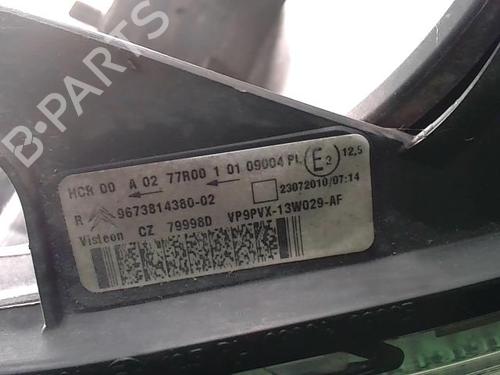 B-PARTS
HCR 00 A 02 77R00 1 01 09004 PL E2 12,5
R 9673814380-02 23072010/07:14
Visteon CZ 79998D VP9PVX-13W029-AF